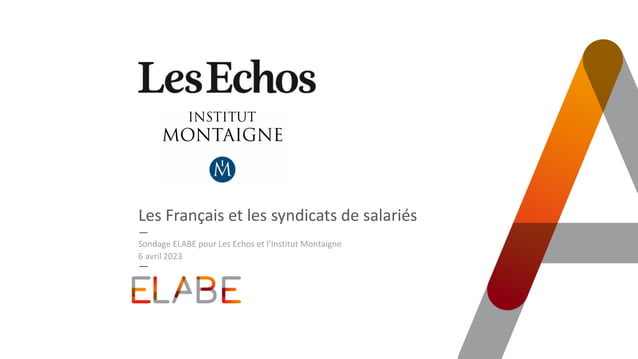 Les Echos
INSTITUT
MONTAIGNE
M
Les Français et les syndicats de salariés
—
Sondage ELABE pour Les Echos et l'Institut Montaigne
6 avril 2023
—
ELABE